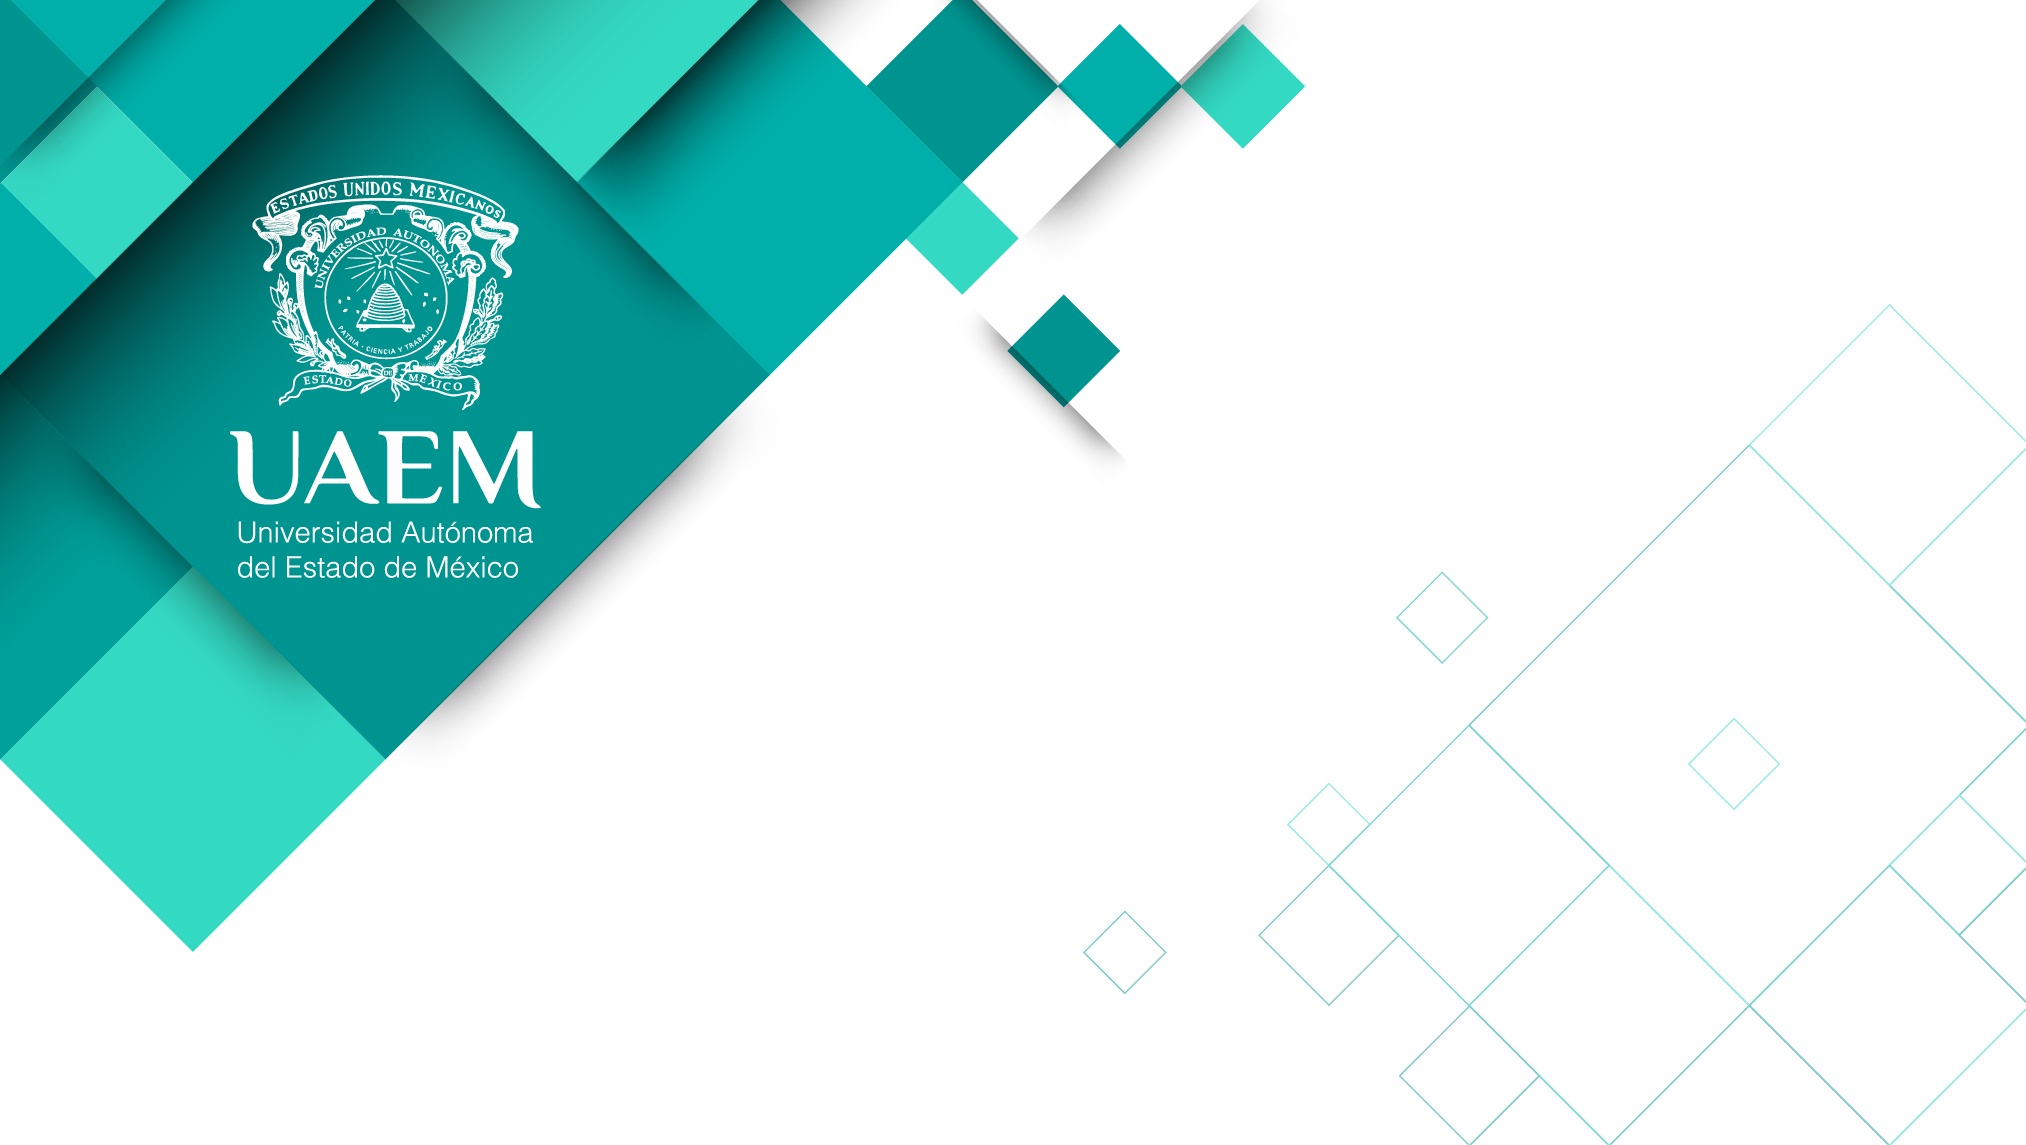 ESTADOS UNIDOS MEXICANOS
UNIVERSIDAD AUTONOMA
PATRIA - CIENCIA Y TRABAJO
ESTADO DE MEXICO
UAEM
Universidad Autónoma
del Estado de México